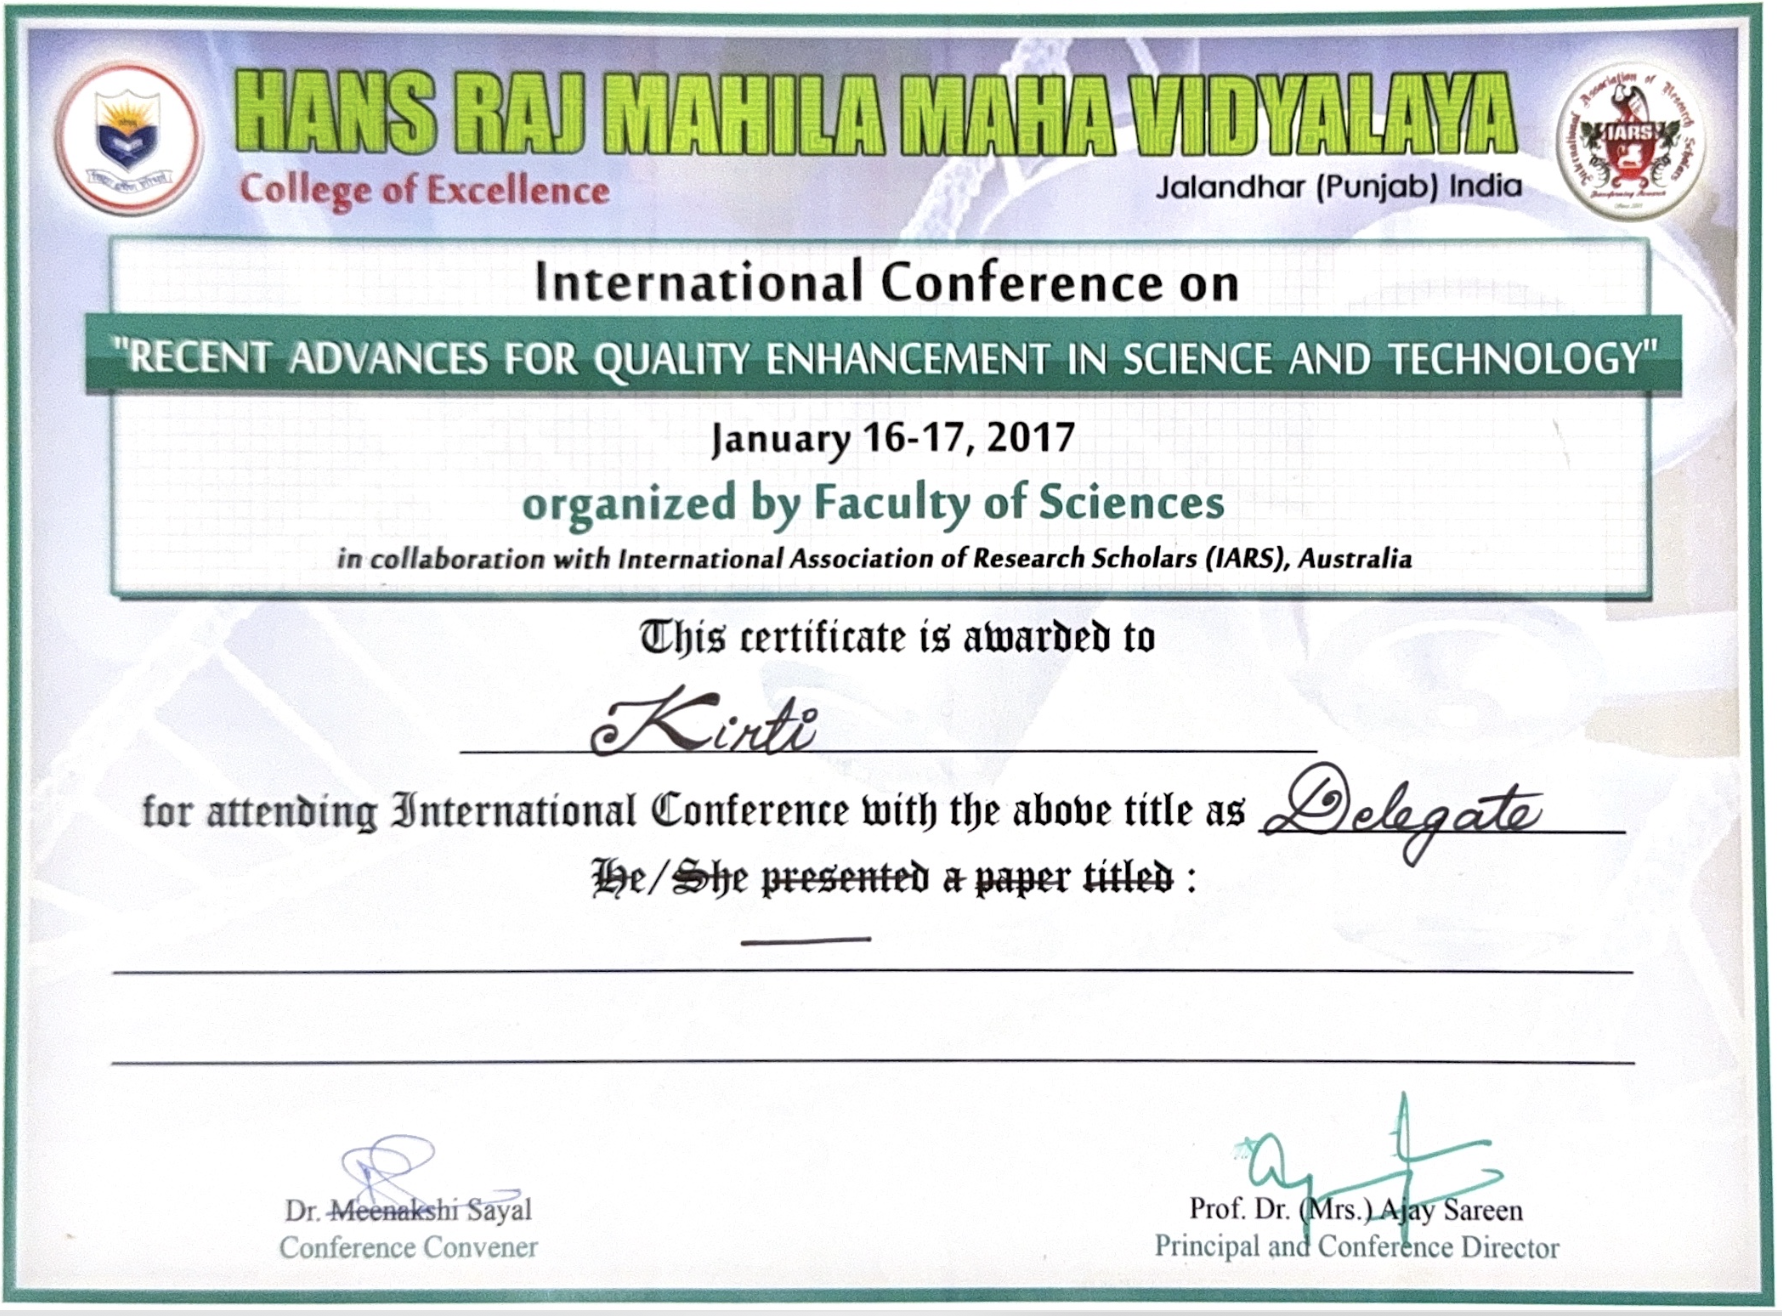 HANS RAJ MAHILA MAHA VIDYALAYA
College of Excellence
Jalandhar (Punjab) India
International Association of Research Scholars
IARS
Transforming Research
International Conference on
"RECENT ADVANCES FOR QUALITY ENHANCEMENT IN SCIENCE AND TECHNOLOGY"
January 16-17, 2017
organized by Faculty of Sciences
in collaboration with International Association of Research Scholars (IARS), Australia
This certificate is awarded to
Kirti
for attending International Conference with the above title as Delegate
He/She presented a paper titled :
Dr. Meenakshi Sayal
Conference Convener
Prof. Dr. (Mrs.) Ajay Sareen
Principal and Conference Director